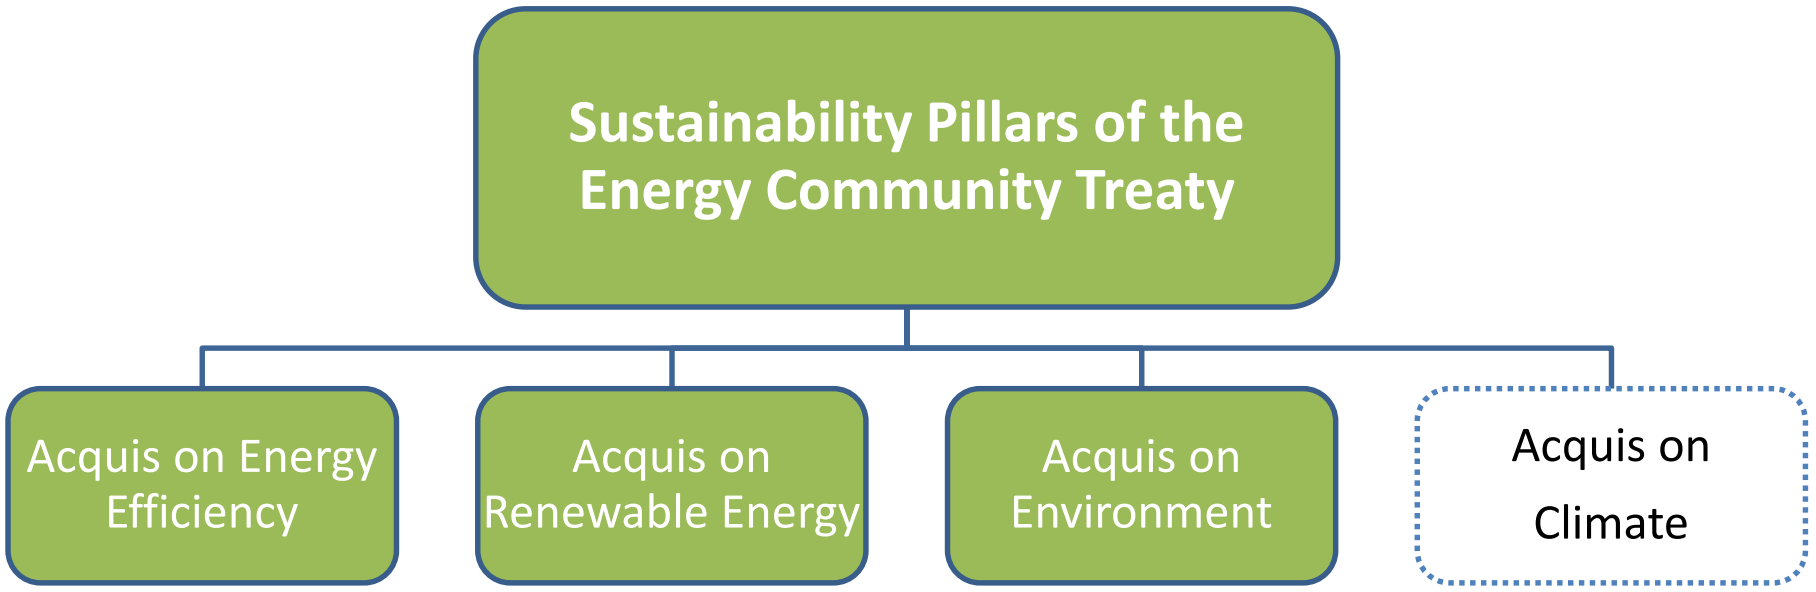 Sustainability Pillars of the
Energy Community Treaty
Acquis on Energy
Efficiency
Acquis on
Renewable Energy
Acquis on
Environment
Acquis on
Climate